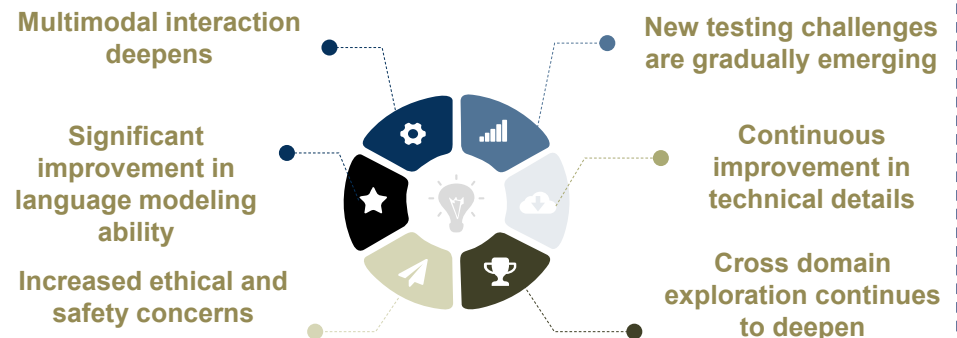 Multimodal interaction
deepens
Significant
improvement in
language modeling
ability
Increased ethical and
safety concerns
New testing challenges
are gradually emerging
Continuous
improvement in
technical details
Cross domain
exploration continues
to deepen